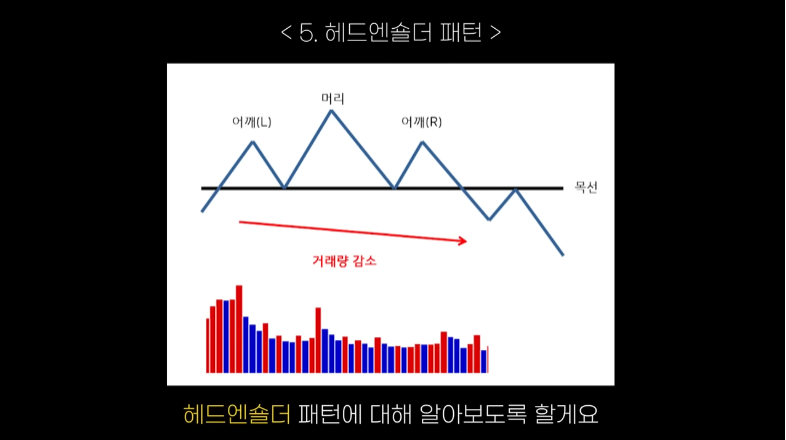 < 5. 헤드엔숄더 패턴 >
머리
어깨(L)
어깨(R)
목선
거래량 감소
헤드엔숄더 패턴에 대해 알아보도록 할게요